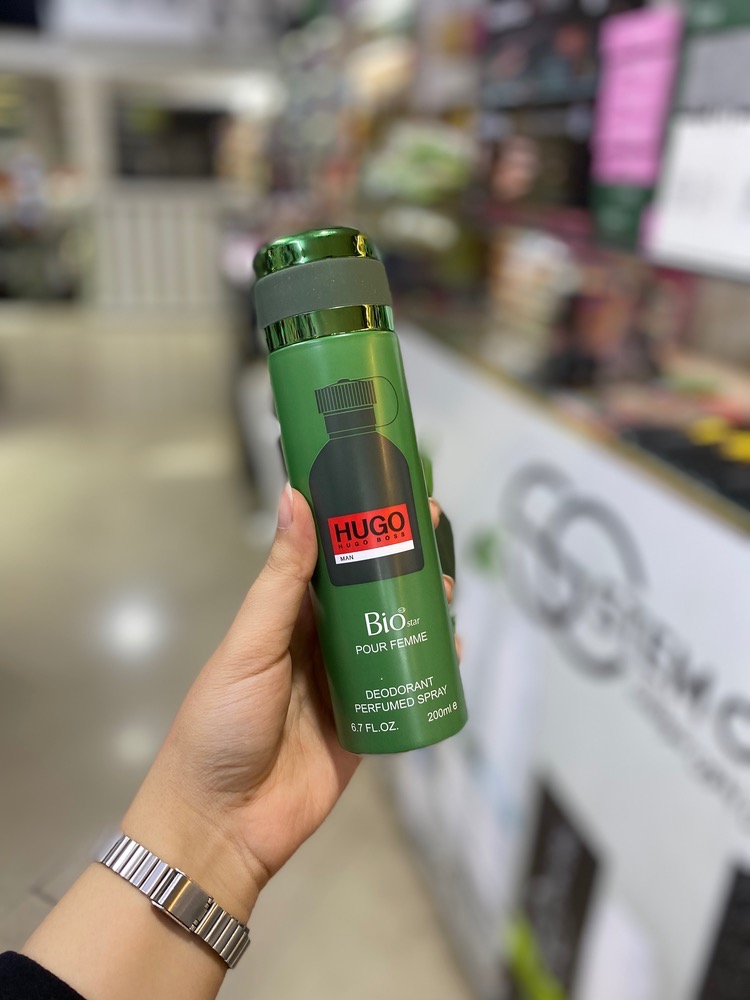 HUGO
HUGO BOSS
MAN
Bio star
POUR FEMME
DEODORANT
PERFUMED SPRAY
6.7 FL.OZ. 200ml e